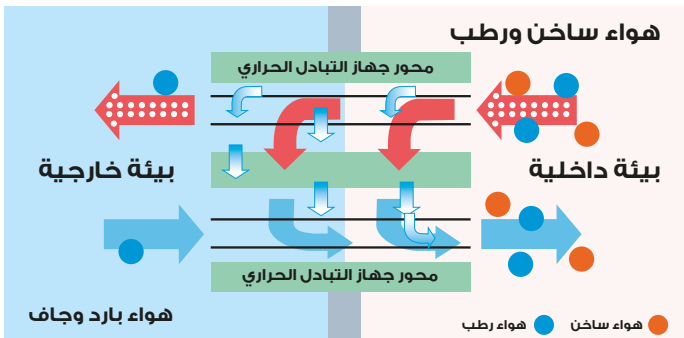 هواء ساخن ورطب
محور جهاز التبادل الحراري
بيئة داخلية
بيئة خارجية
محور جهاز التبادل الحراري
هواء بارد وجاف
هواء ساخن
هواء رطب